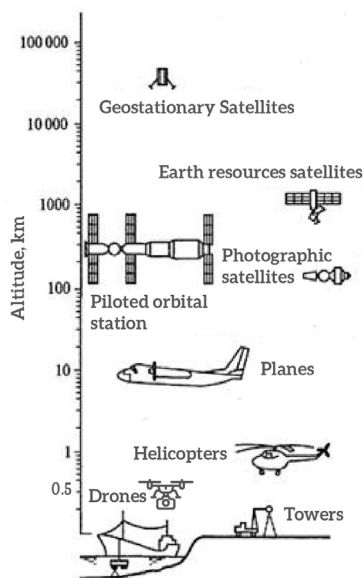 100 000
Geostationary Satellites
10 000
Earth resources satellites
1000
Photographic
satellites
100
Piloted orbital
station
10
Planes
Helicopters
1
0.5
Drones
Towers
Altitude, km